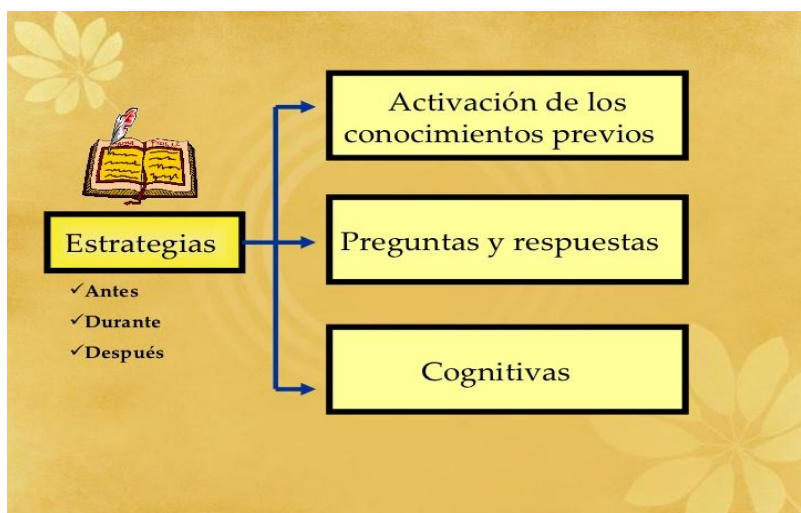 Activación de los
conocimientos previos
Estrategias
Preguntas y respuestas
✓Antes
✓Durante
✓Después
Cognitivas